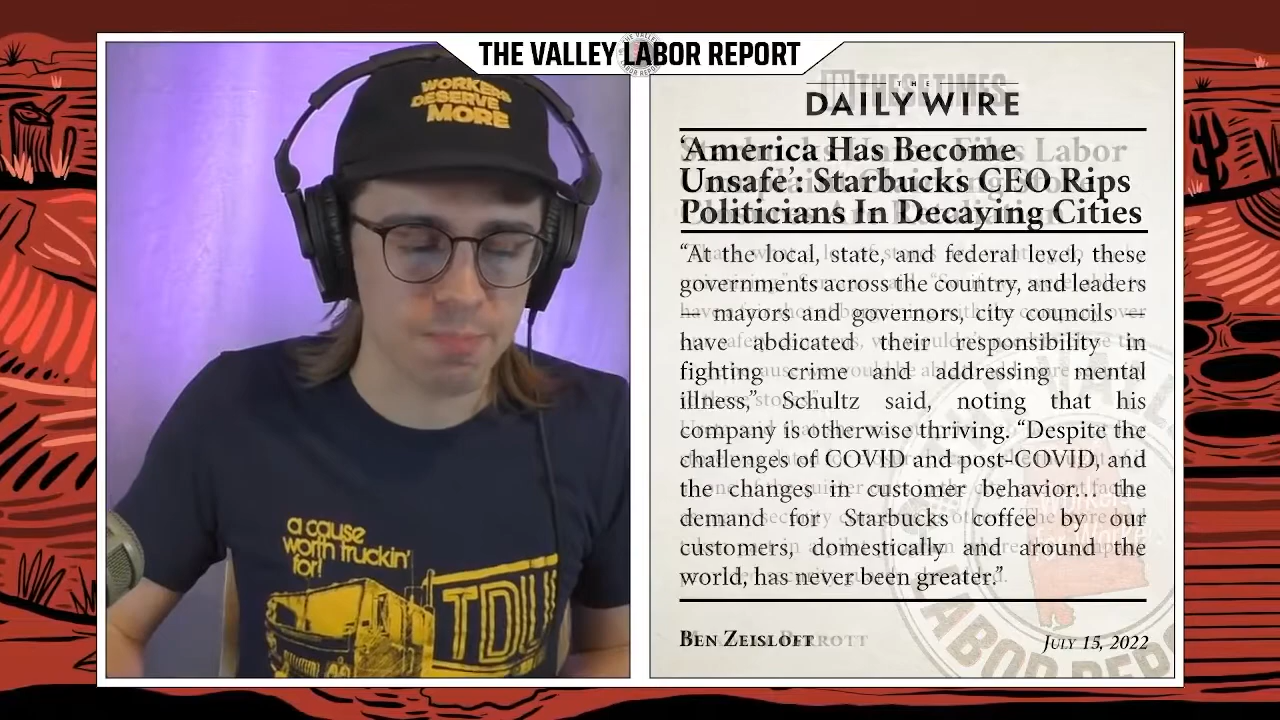 THE VALLEY LABOR REPORT
WORKERS
DESERVE
MORE
a cause
worth truckin'
for!
TDU
IN THESE TIMES
THE
DAILY WIRE
‘America Has Become
Unsafe’: Starbucks CEO Rips
Politicians In Decaying Cities
“At the local, state, and federal level, these
governments across the country, and leaders
— mayors and governors, city councils —
have abdicated their responsibility in
fighting crime and addressing mental
illness,” Schultz said, noting that his
company is otherwise thriving. “Despite the
challenges of COVID and post-COVID, and
the changes in customer behavior… the
demand for Starbucks coffee by our
customers, domestically and around the
world, has never been greater.”
Ben Zeisloft
July 15, 2022